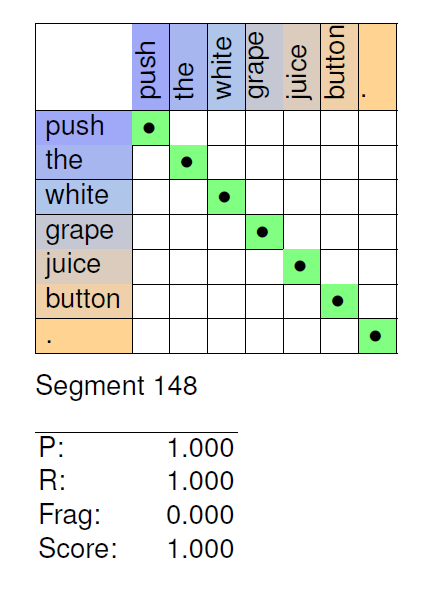 push the white grape juice button .
push
the
white
grape
juice
button
.
Segment 148
P: 1.000
R: 1.000
Frag: 0.000
Score: 1.000